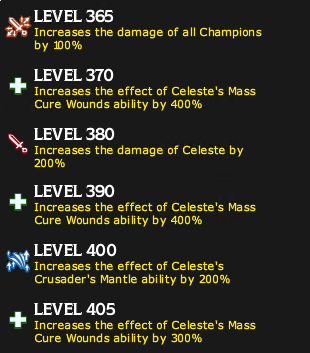 LEVEL 365
Increases the damage of all Champions
by 100%
LEVEL 370
Increases the effect of Celeste's Mass
Cure Wounds ability by 400%
LEVEL 380
Increases the damage of Celeste by
200%
LEVEL 390
Increases the effect of Celeste's Mass
Cure Wounds ability by 400%
LEVEL 400
Increases the effect of Celeste's
Crusader's Mantle ability by 200%
LEVEL 405
Increases the effect of Celeste's Mass
Cure Wounds ability by 300%